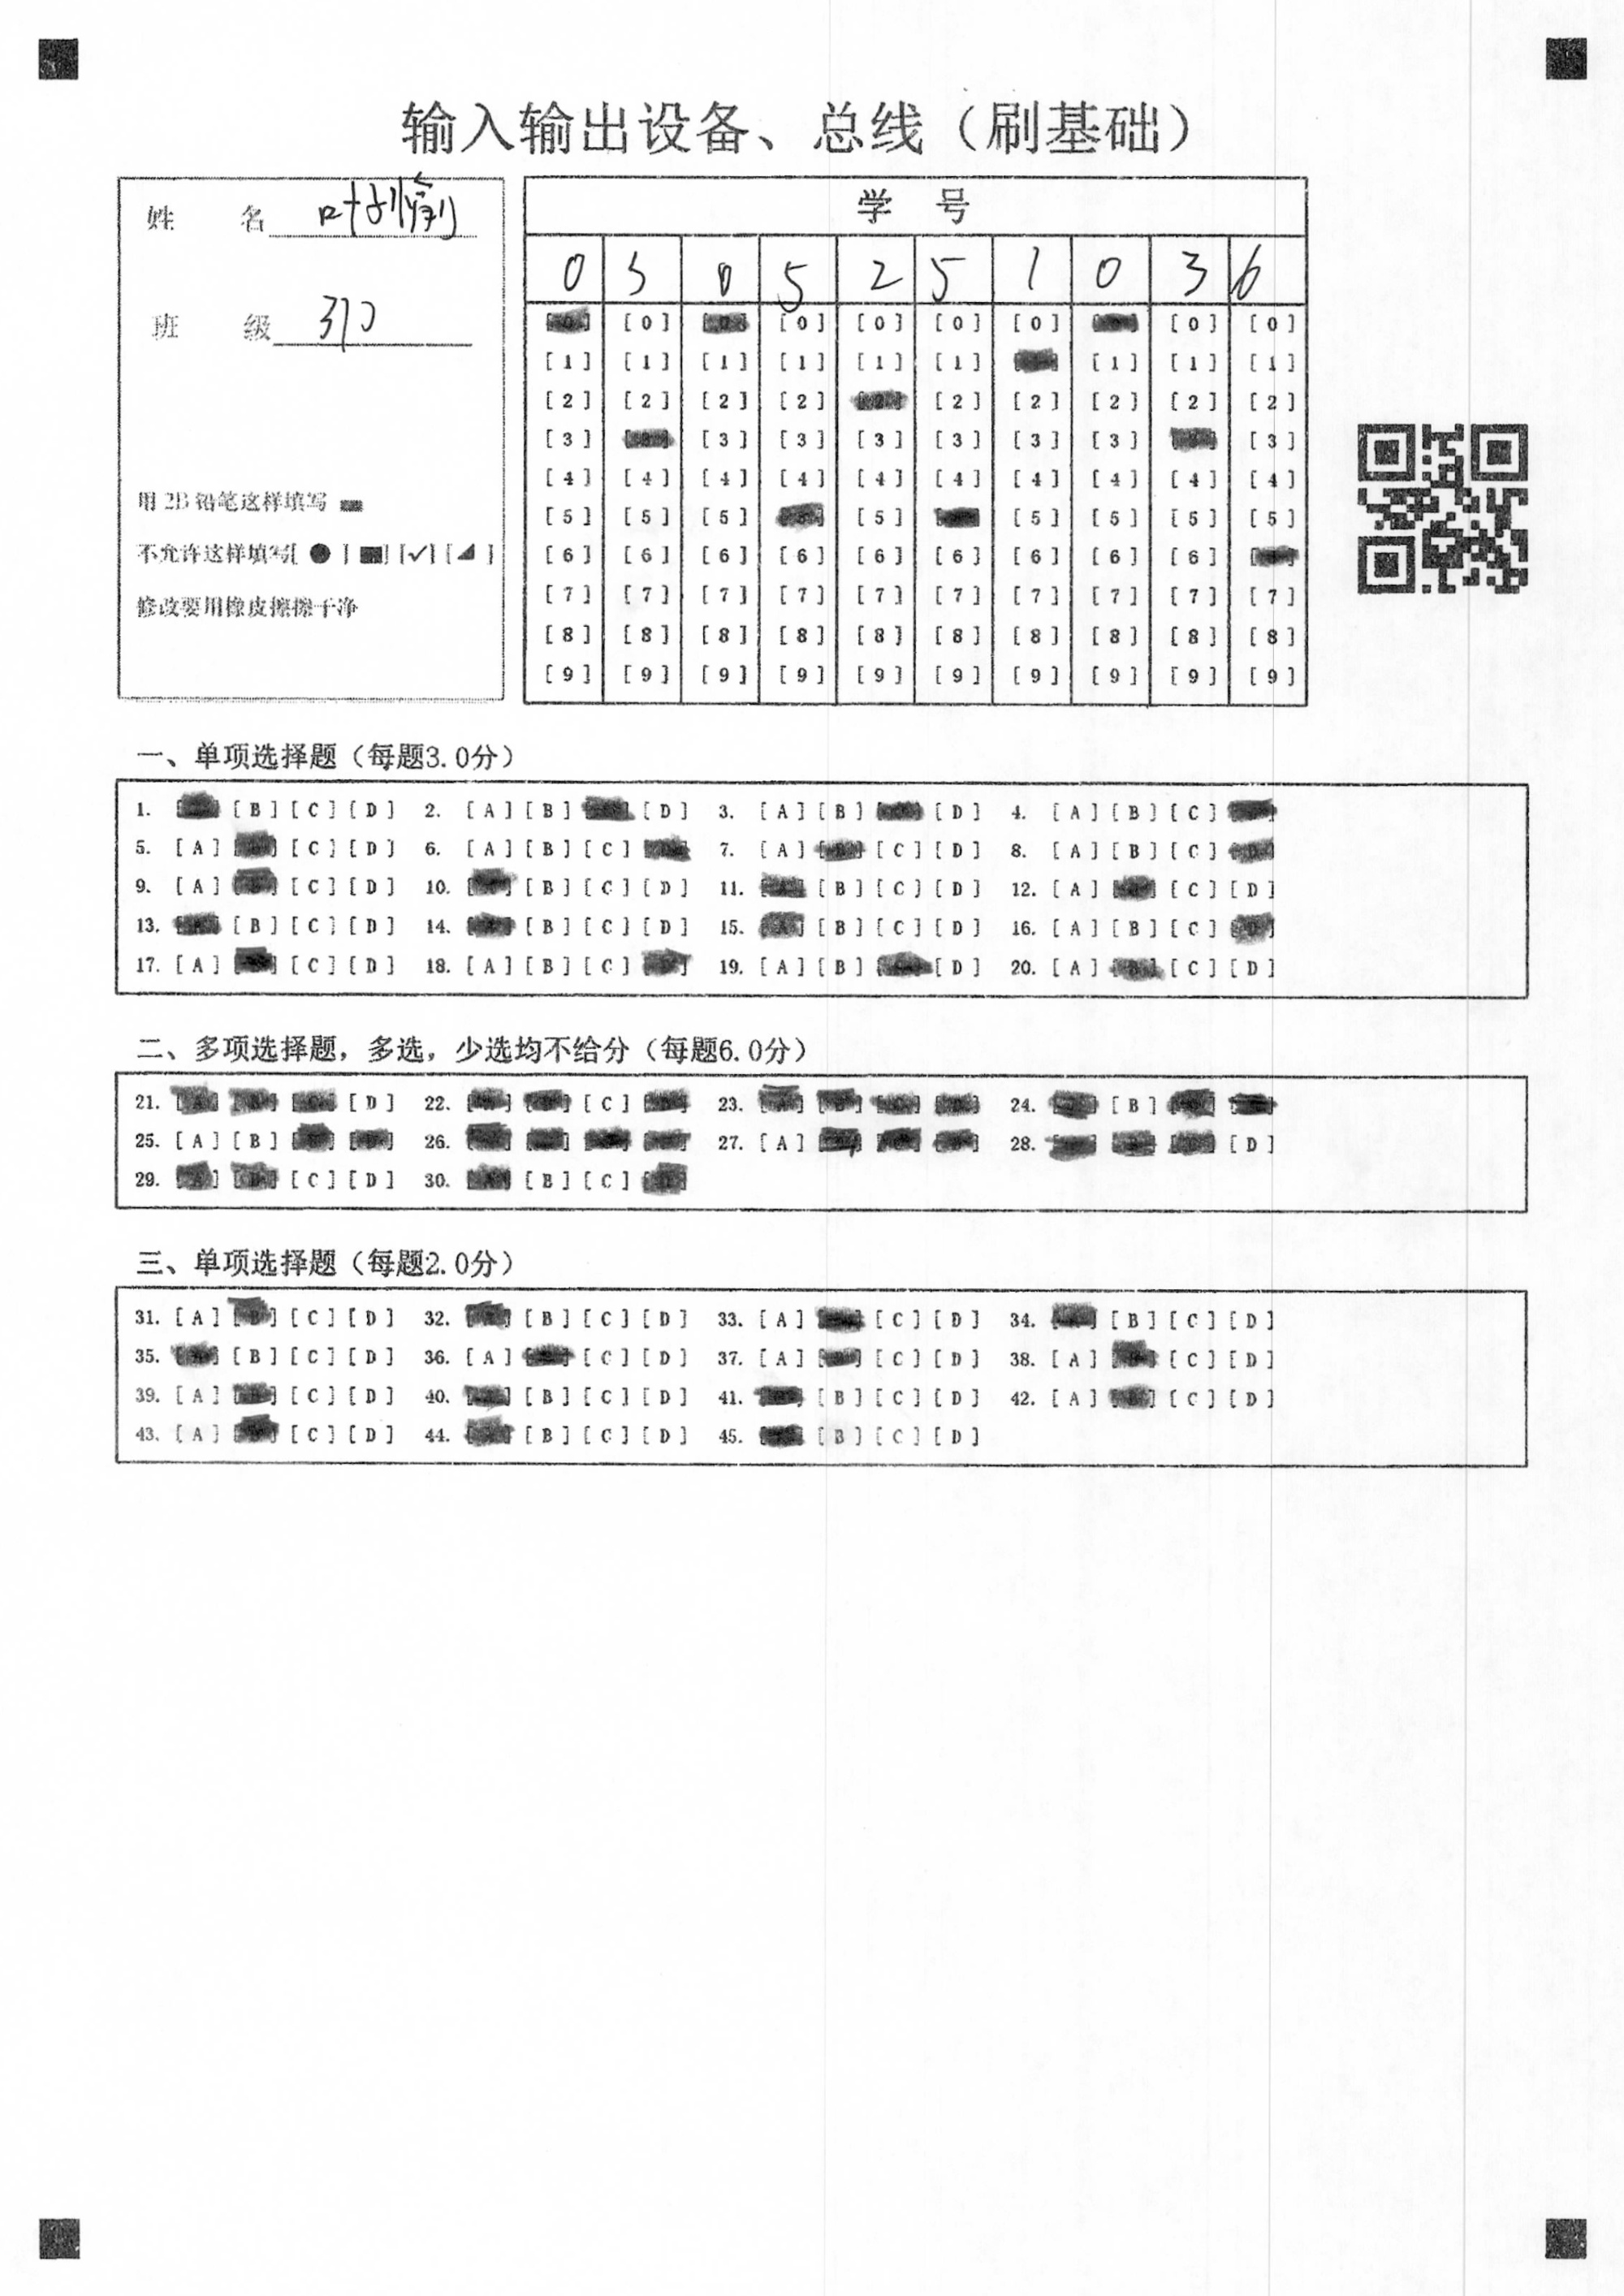 输入输出设备、总线（刷基础）
姓 名
班 级 310
用 2B 铅笔这样填写
不允许这样填写[ ● ] [■] [✓] [◢ ]
修改要用橡皮擦擦干净
学 号
0 3 0 5 2 5 1 0 3 6
[0] [0] [0] [0] [0] [0] [0]
[1] [1] [1] [1] [1] [1] [1] [1] [1]
[2] [2] [2] [2] [2] [2] [2] [2] [2]
[3] [3] [3] [3] [3] [3] [3] [3]
[4] [4] [4] [4] [4] [4] [4] [4] [4] [4]
[5] [5] [5] [5] [5] [5] [5] [5]
[6] [6] [6] [6] [6] [6] [6] [6] [6]
[7] [7] [7] [7] [7] [7] [7] [7] [7] [7]
[8] [8] [8] [8] [8] [8] [8] [8] [8] [8]
[9] [9] [9] [9] [9] [9] [9] [9] [9] [9]
一、单项选择题（每题3.0分）
1. [B] [C] [D] 2. [A] [B] [D] 3. [A] [B] [D] 4. [A] [B] [C]
5. [A] [C] [D] 6. [A] [B] [C] 7. [A] [C] [D] 8. [A] [B] [C]
9. [A] [C] [D] 10. [B] [C] [D] 11. [B] [C] [D] 12. [A] [C] [D]
13. [B] [C] [D] 14. [B] [C] [D] 15. [B] [C] [D] 16. [A] [B] [C]
17. [A] [C] [D] 18. [A] [B] [C] 19. [A] [B] [D] 20. [A] [C] [D]
二、多项选择题，多选，少选均不给分（每题6.0分）
21. [D] 22. [C] 23. 24. [B]
25. [A] [B] 26. 27. [A] 28. [D]
29. [C] [D] 30. [B] [C]
三、单项选择题（每题2.0分）
31. [A] [C] [D] 32. [B] [C] [D] 33. [A] [C] [D] 34. [B] [C] [D]
35. [B] [C] [D] 36. [A] [C] [D] 37. [A] [C] [D] 38. [A] [C] [D]
39. [A] [C] [D] 40. [B] [C] [D] 41. [B] [C] [D] 42. [A] [C] [D]
43. [A] [C] [D] 44. [B] [C] [D] 45. [B] [C] [D]